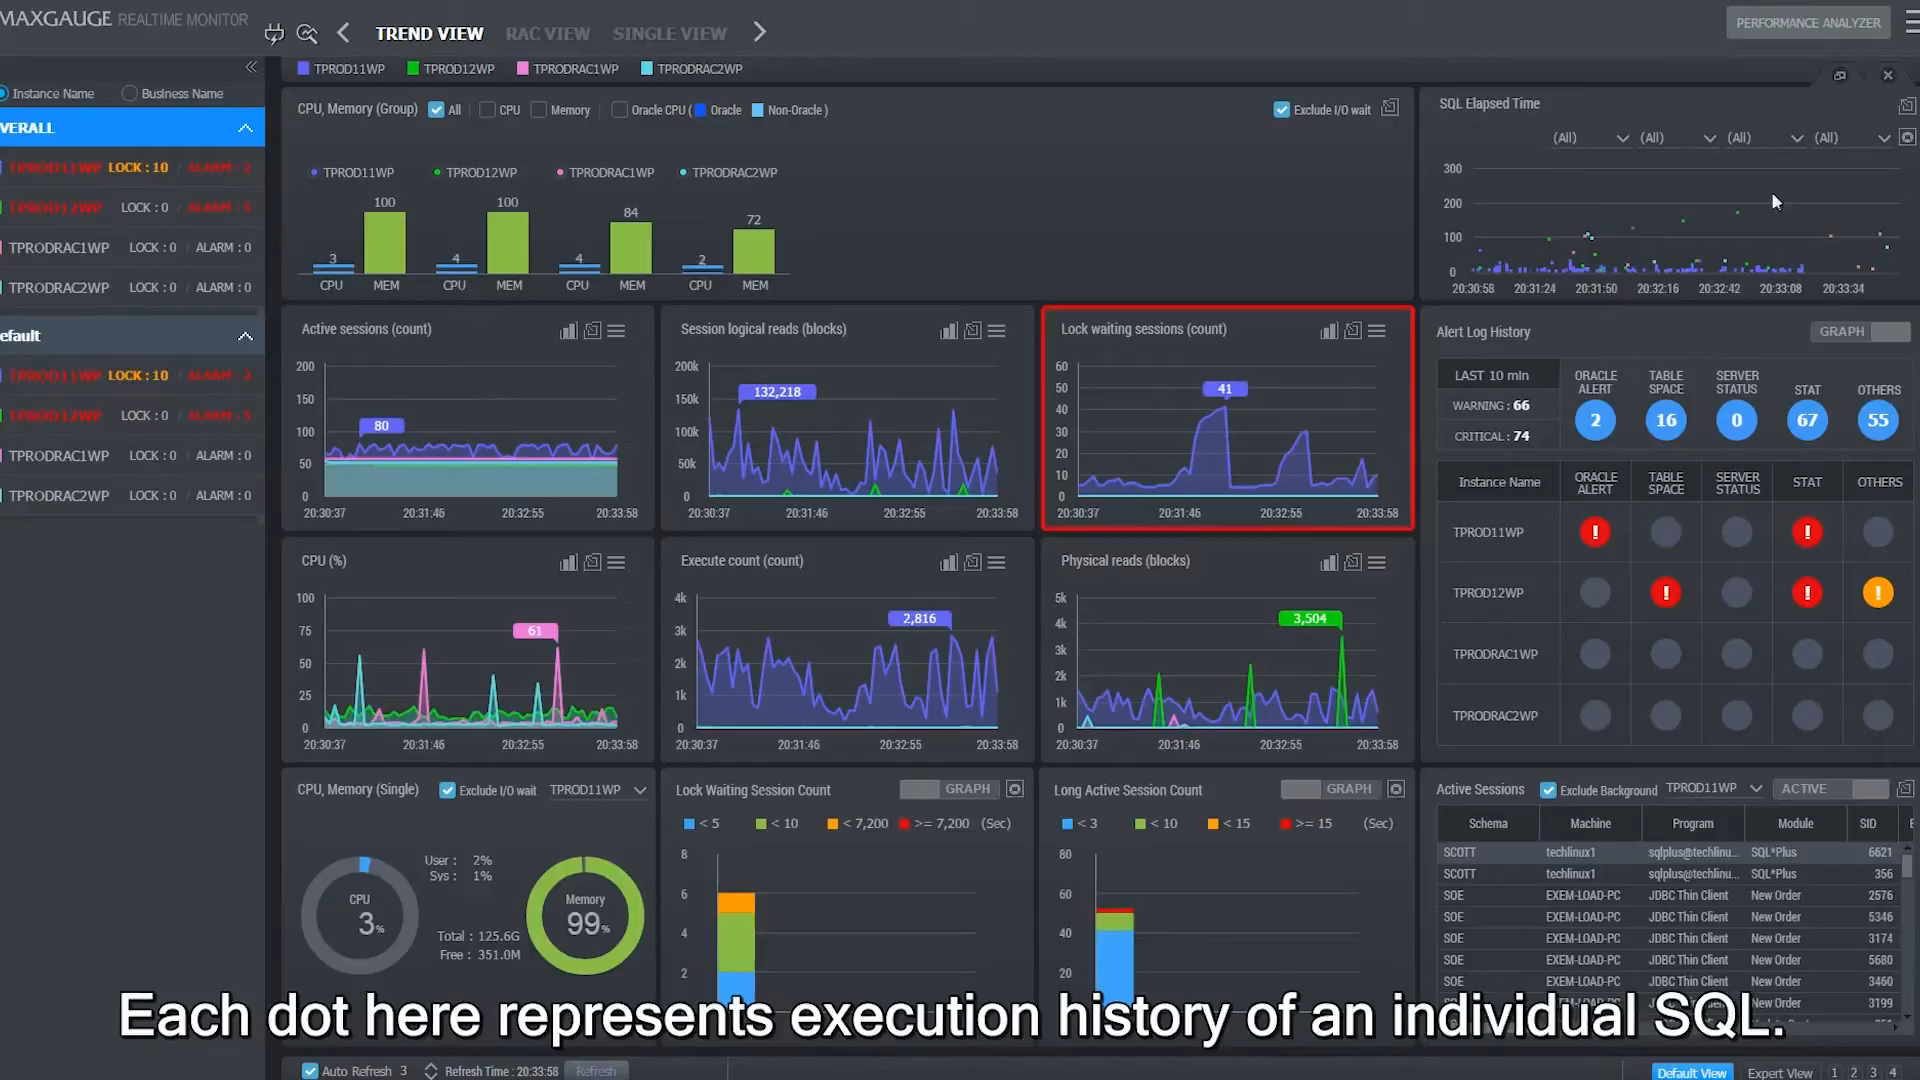 MAXGAUGE REALTIME MONITOR
TREND VIEW RAC VIEW SINGLE VIEW
PERFORMANCE ANALYZER
TPROD11WP TPROD12WP TPRODRAC1WP TPRODRAC2WP
Instance Name Business Name
VERALL
TPROD11WP LOCK : 10 / ALARM : 2
TPROD12WP LOCK : 0 / ALARM : 5
TPRODRAC1WP LOCK : 0 / ALARM : 0
TPRODRAC2WP LOCK : 0 / ALARM : 0
efault
TPROD11WP LOCK : 10 / ALARM : 2
TPROD12WP LOCK : 0 / ALARM : 5
TPRODRAC1WP LOCK : 0 / ALARM : 0
TPRODRAC2WP LOCK : 0 / ALARM : 0
CPU, Memory (Group) All CPU Memory Oracle CPU ( Oracle Non-Oracle ) Exclude I/O wait
TPROD11WP TPROD12WP TPRODRAC1WP TPRODRAC2WP
100 100 84 72
3 4 4 2
CPU MEM CPU MEM CPU MEM CPU MEM
SQL Elapsed Time
(All) (All) (All) (All)
300
200
100
0
20:30:58 20:31:24 20:31:50 20:32:16 20:32:42 20:33:08 20:33:34
Active sessions (count)
200
150
100
50
0
80
20:30:37 20:31:46 20:32:55 20:33:58
Session logical reads (blocks)
200k
150k
100k
50k
0
132,218
20:30:37 20:31:46 20:32:55 20:33:58
Lock waiting sessions (count)
60
50
40
30
20
10
0
41
20:30:37 20:31:46 20:32:55 20:33:58
Alert Log History GRAPH
LAST 10 min
WARNING : 66
CRITICAL : 74
ORACLE ALERT TABLE SPACE SERVER STATUS STAT OTHERS
2 16 0 67 55
Instance Name ORACLE ALERT TABLE SPACE SERVER STATUS STAT OTHERS
TPROD11WP ! !
TPROD12WP ! ! !
TPRODRAC1WP
TPRODRAC2WP
CPU (%)
100
75
50
25
0
61
20:30:37 20:31:46 20:32:55 20:33:58
Execute count (count)
4k
3k
2k
1k
0
2,816
20:30:37 20:31:46 20:32:55 20:33:58
Physical reads (blocks)
5k
4k
3k
2k
1k
0
3,504
20:30:37 20:31:46 20:32:55 20:33:58
CPU, Memory (Single) Exclude I/O wait TPROD11WP
CPU
3%
User : 2%
Sys : 1%
Total : 125.6G
Free : 351.0M
Memory
99%
Lock Waiting Session Count GRAPH
< 5 < 10 < 7,200 >= 7,200 (Sec)
8
6
4
2
Long Active Session Count GRAPH
< 3 < 10 < 15 >= 15 (Sec)
80
60
40
20
Active Sessions Exclude Background TPROD11WP ACTIVE
Schema Machine Program Module SID
SCOTT techlinux1 sqlplus@techlinu... SQL*Plus 6621
SCOTT techlinux1 sqlplus@techlinu... SQL*Plus 356
SOE EXEM-LOAD-PC JDBC Thin Client New Order 2576
SOE EXEM-LOAD-PC JDBC Thin Client New Order 5346
SOE EXEM-LOAD-PC JDBC Thin Client New Order 3174
SOE EXEM-LOAD-PC JDBC Thin Client New Order 5680
SOE EXEM-LOAD-PC JDBC Thin Client New Order 3460
SOE New Order 3199
Each dot here represents execution history of an individual SQL.
Auto Refresh 3 Refresh Time : 20:33:58 Refresh
Default View Expert View 1 2 3 4